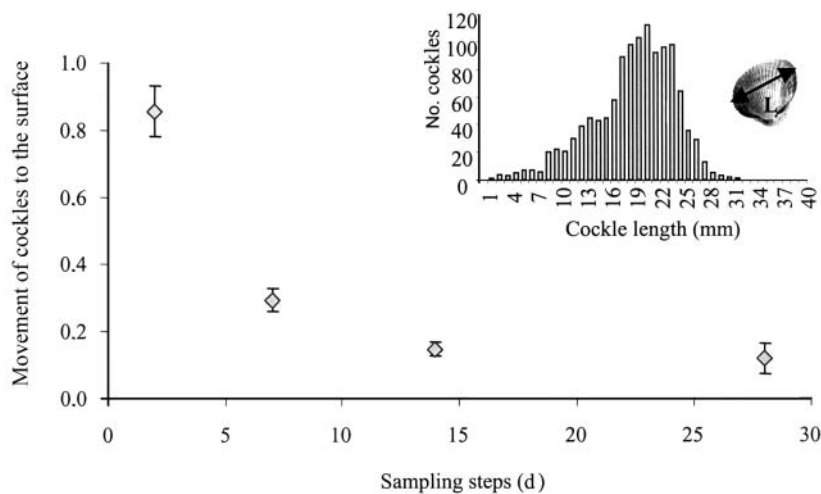 Movement of cockles to the surface
1.0
0.8
0.6
0.4
0.2
0.0
0 5 10 15 20 25 30
Sampling steps (d)
No. cockles
120
100
80
60
40
20
0
1 4 7 10 13 16 19 22 25 28 31 34 37 40
Cockle length (mm)
L